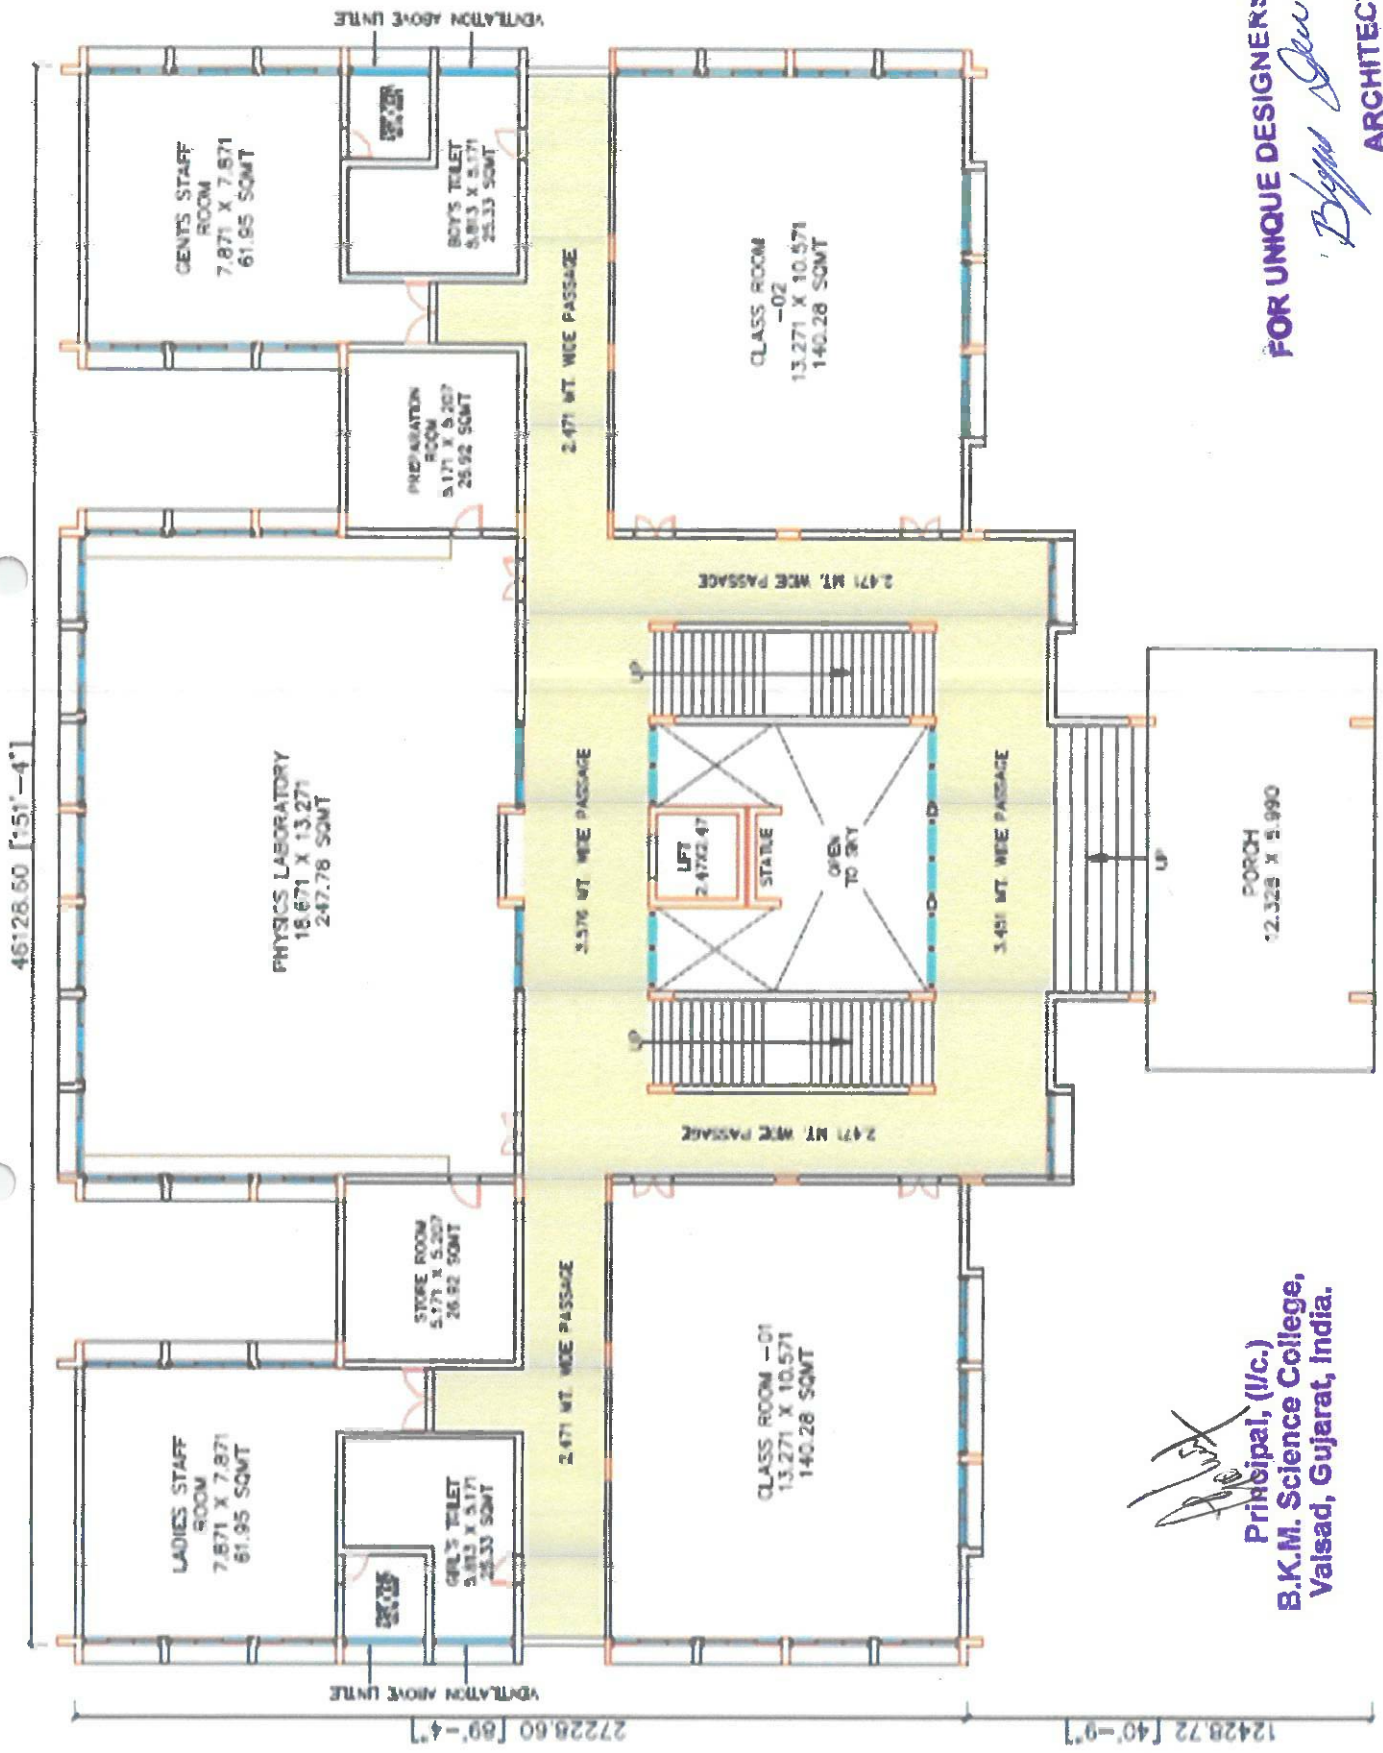 46128.60 [151'-4"]
VENTILATION ABOVE LINTLE
LADIES STAFF
ROOM
7.871 X 7.871
61.95 SQMT
PHYSICS LABORATORY
18.671 X 13.271
247.78 SQMT
GENT'S STAFF
ROOM
7.871 X 7.871
61.95 SQMT
GIRL'S TOILET
5.813 X 5.171
25.33 SQMT
STORE ROOM
5.171 X 5.207
26.92 SQMT
PREPARATION
ROOM
5.171 X 5.207
26.92 SQMT
BOY'S TOILET
5.813 X 5.171
25.33 SQMT
VENTILATION ABOVE LINTLE
27228.60 [89'-4"]
2.471 MT. WIDE PASSAGE
3.576 MT WIDE PASSAGE
2.471 MT. WIDE PASSAGE
UP
UP
LIFT
2.47X2.47
STATUE
OPEN
TO SKY
2.471 MT. WIDE PASSAGE
2.471 MT. WIDE PASSAGE
CLASS ROOM -01
13.271 X 10.571
140.28 SQMT
CLASS ROOM
-02
13.271 X 10.571
140.28 SQMT
3.451 MT. WIDE PASSAGE
UP
PORCH
12.328 X 5.990
12428.72 [40'-9"]
Principal, (I/c.)
B.K.M. Science College,
Valsad, Gujarat, India.
FOR UNIQUE DESIGNERS